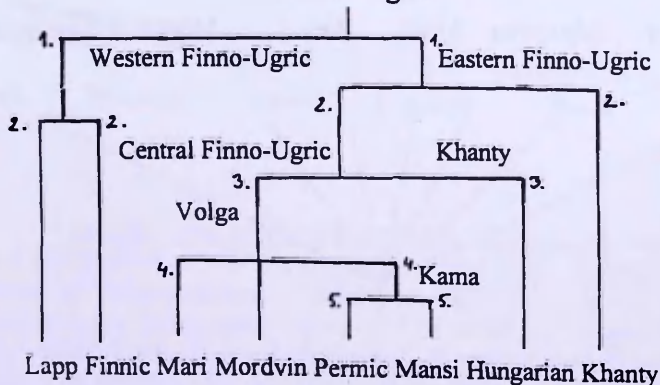 1. 1.
Western Finno-Ugric Eastern Finno-Ugric
2. 2.
2. 2.
Central Finno-Ugric Khanty
3. 3.
Volga
4. 4. Kama
5. 5.
Lapp Finnic Mari Mordvin Permic Mansi Hungarian Khanty